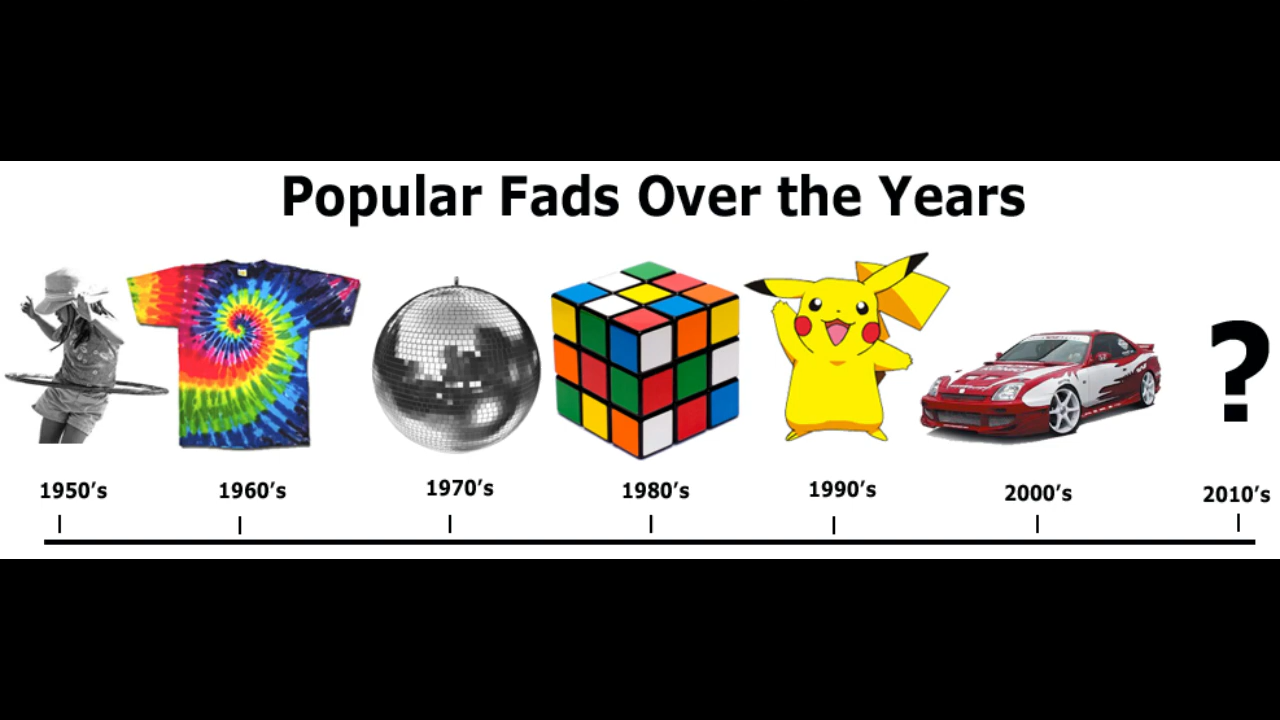 Popular Fads Over the Years
1950's
1960's
1970's
1980's
1990's
2000's
2010's
?